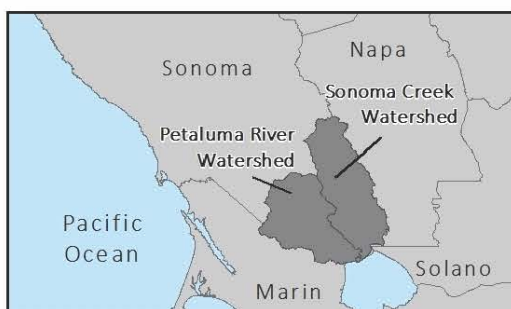 Napa
Sonoma
Sonoma Creek
Watershed
Petaluma River
Watershed
Pacific
Ocean
Solano
Marin